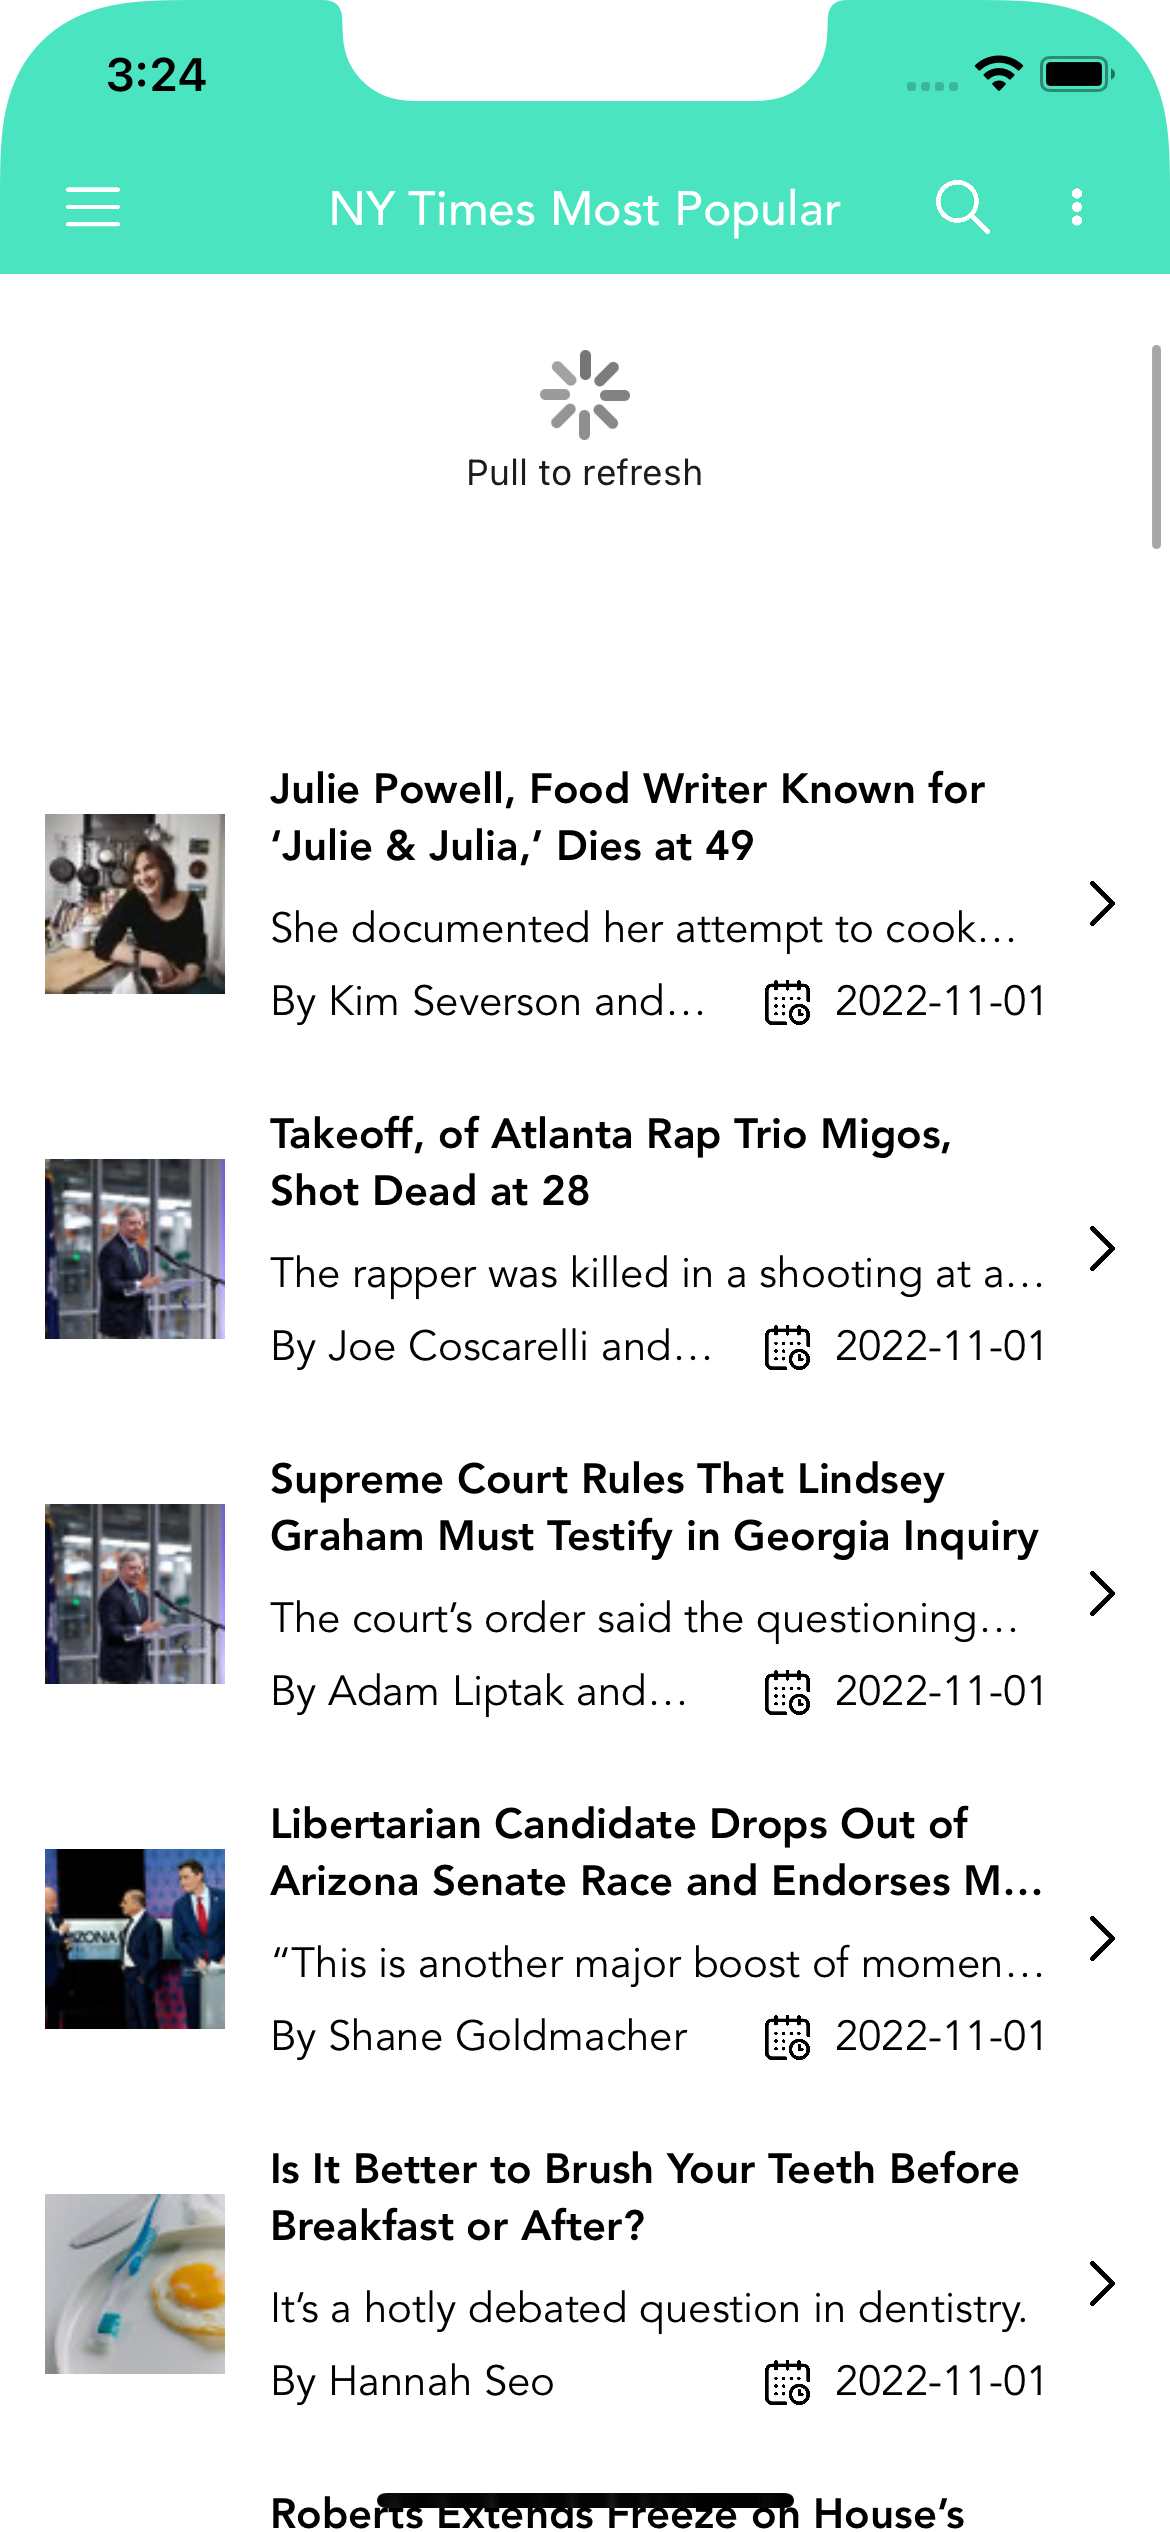 3:24
NY Times Most Popular
Pull to refresh
Julie Powell, Food Writer Known for
‘Julie & Julia,’ Dies at 49
She documented her attempt to cook...
By Kim Severson and... 2022-11-01
Takeoff, of Atlanta Rap Trio Migos,
Shot Dead at 28
The rapper was killed in a shooting at a...
By Joe Coscarelli and... 2022-11-01
Supreme Court Rules That Lindsey
Graham Must Testify in Georgia Inquiry
The court’s order said the questioning...
By Adam Liptak and... 2022-11-01
Libertarian Candidate Drops Out of
Arizona Senate Race and Endorses M...
“This is another major boost of momen...
By Shane Goldmacher 2022-11-01
Is It Better to Brush Your Teeth Before
Breakfast or After?
It’s a hotly debated question in dentistry.
By Hannah Seo 2022-11-01
Roberts Extends Freeze on House’s